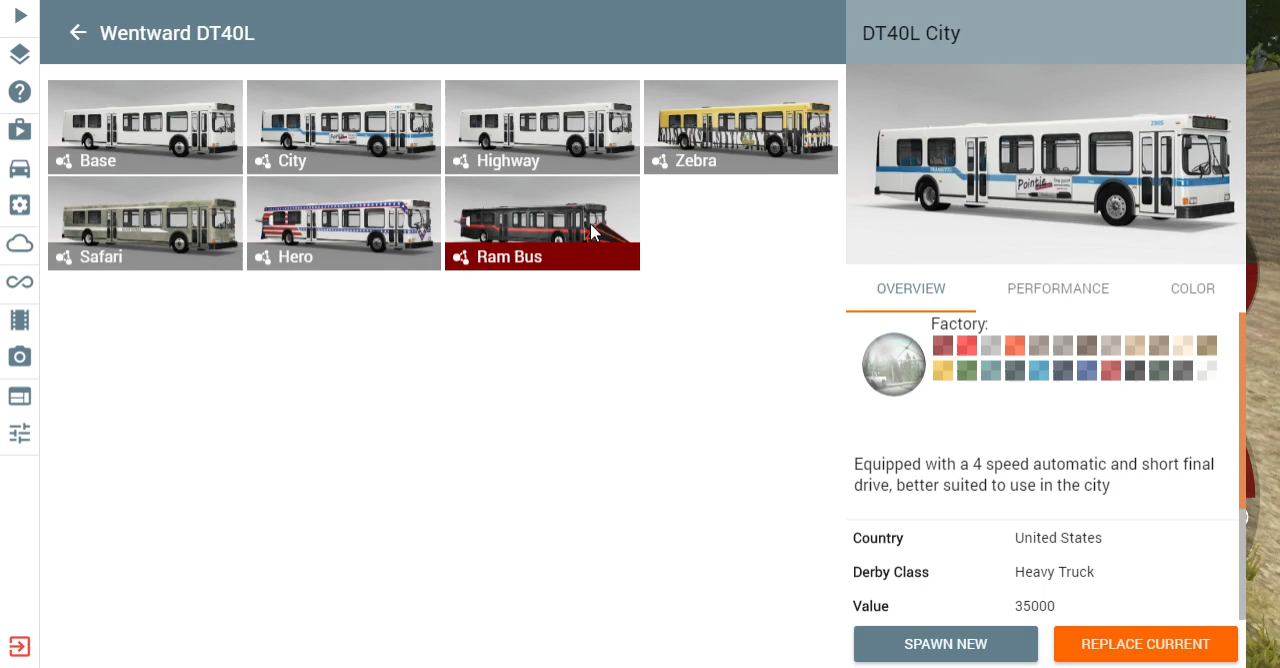 Wentward DT40L
DT40L City
Base
City
Highway
Zebra
Safari
Hero
Ram Bus
2905
Pointie
OVERVIEW
PERFORMANCE
COLOR
Factory:
Equipped with a 4 speed automatic and short final
drive, better suited to use in the city
Country United States
Derby Class Heavy Truck
Value 35000
SPAWN NEW
REPLACE CURRENT